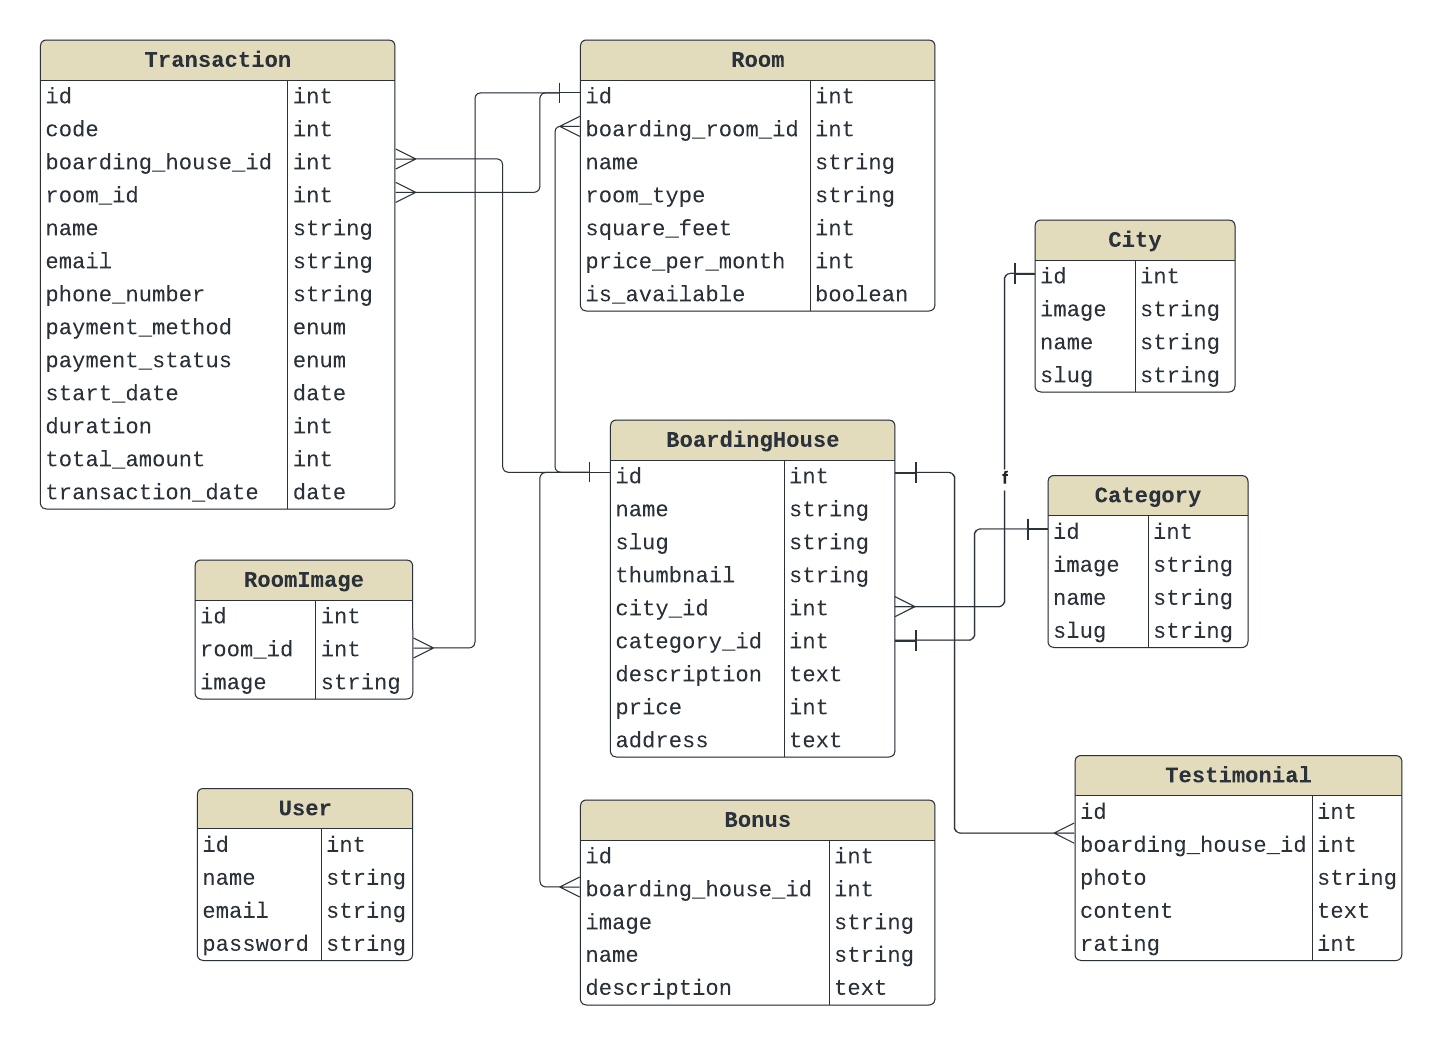 Transaction
id int
code int
boarding_house_id int
room_id int
name string
email string
phone_number string
payment_method enum
payment_status enum
start_date date
duration int
total_amount int
transaction_date date
Room
id int
boarding_room_id int
name string
room_type string
square_feet int
price_per_month int
is_available boolean
City
id int
image string
name string
slug string
BoardingHouse
id int
name string
slug string
thumbnail string
city_id int
category_id int
description text
price int
address text
f
Category
id int
image string
name string
slug string
RoomImage
id int
room_id int
image string
User
id int
name string
email string
password string
Bonus
id int
boarding_house_id int
image string
name string
description text
Testimonial
id int
boarding_house_id int
photo string
content text
rating int